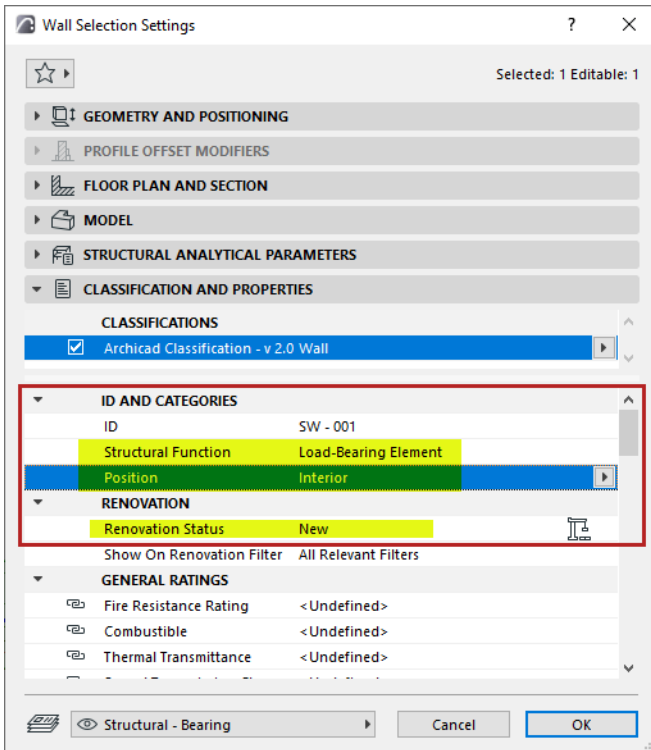 Wall Selection Settings ?
Selected: 1 Editable: 1
GEOMETRY AND POSITIONING
PROFILE OFFSET MODIFIERS
FLOOR PLAN AND SECTION
MODEL
STRUCTURAL ANALYTICAL PARAMETERS
CLASSIFICATION AND PROPERTIES
CLASSIFICATIONS
Archicad Classification - v 2.0 Wall
ID AND CATEGORIES
ID SW - 001
Structural Function Load-Bearing Element
Position Interior
RENOVATION
Renovation Status New
Show On Renovation Filter All Relevant Filters
GENERAL RATINGS
Fire Resistance Rating <Undefined>
Combustible <Undefined>
Thermal Transmittance <Undefined>
Structural - Bearing Cancel OK